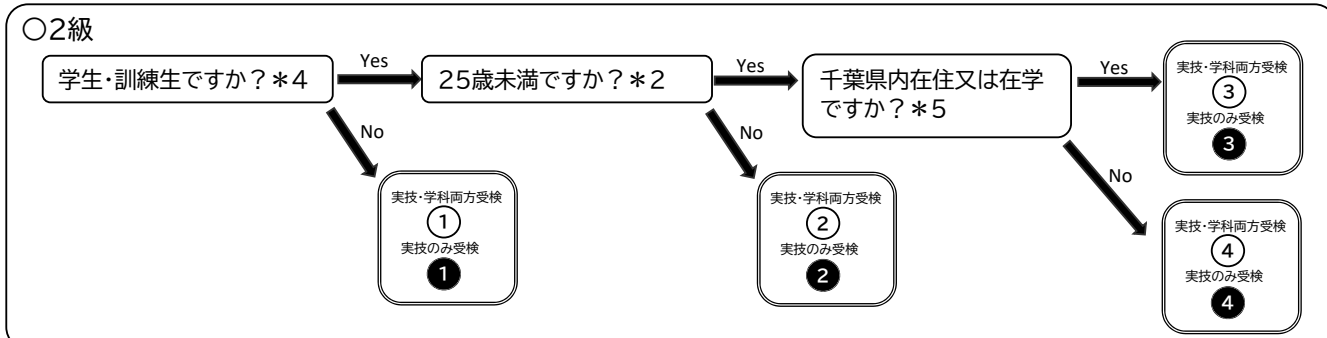 ○2級
学生・訓練生ですか？＊4
Yes
25歳未満ですか？＊2
Yes
千葉県内在住又は在学
ですか？＊5
Yes
実技・学科両方受検
③
実技のみ受検
❸
No
実技・学科両方受検
①
実技のみ受検
❶
No
実技・学科両方受検
②
実技のみ受検
❷
No
実技・学科両方受検
④
実技のみ受検
❹